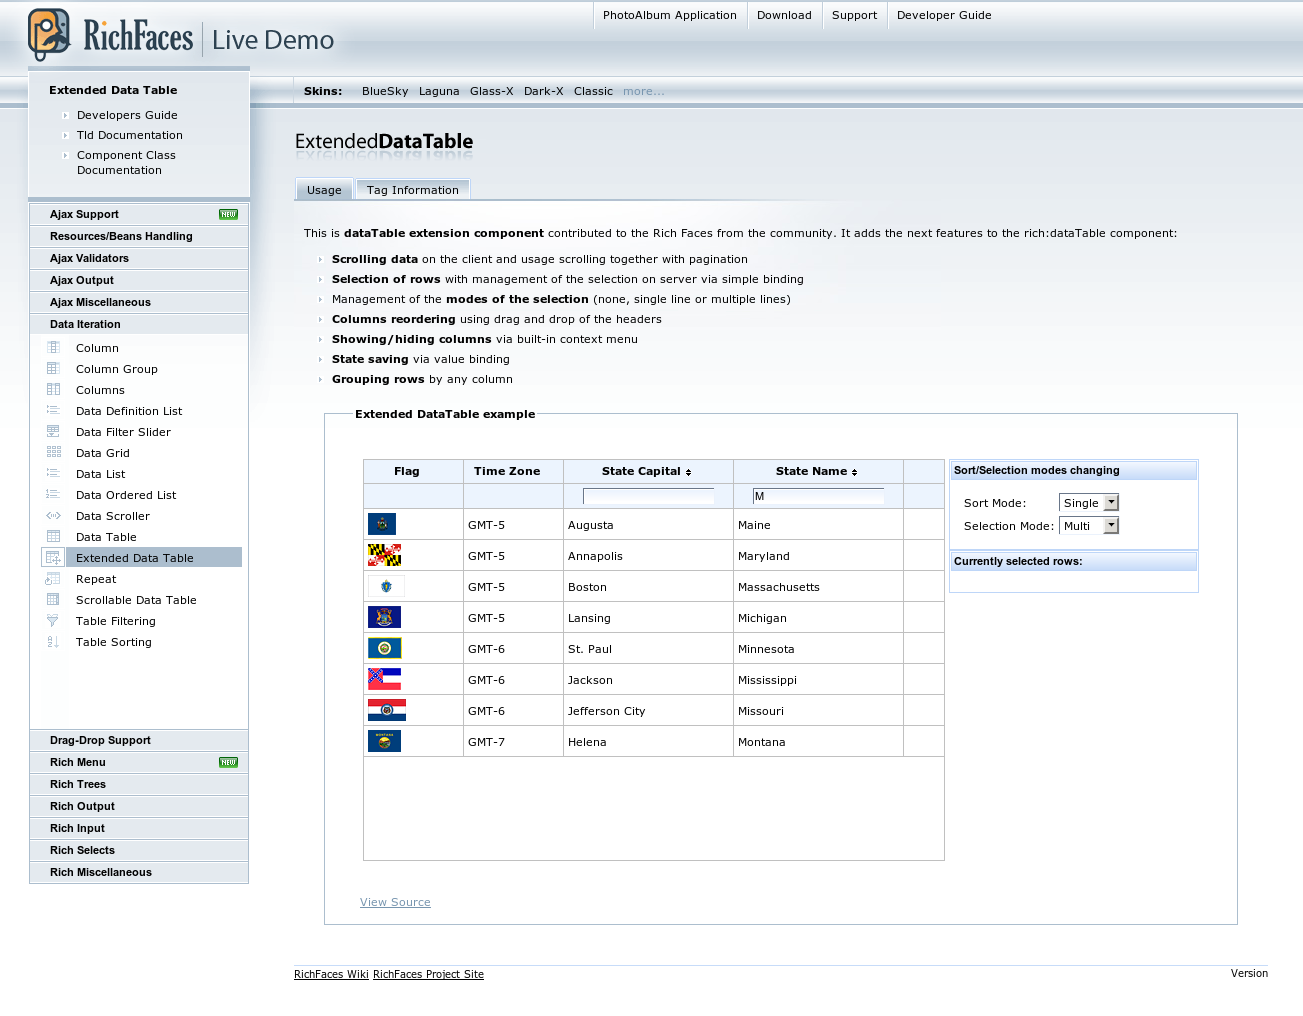 PhotoAlbum Application Download Support Developer Guide
RichFaces Live Demo
Extended Data Table
Developers Guide
Tld Documentation
Component Class
Documentation
Skins: BlueSky Laguna Glass-X Dark-X Classic more...
Ajax Support NEW
Resources/Beans Handling
Ajax Validators
Ajax Output
Ajax Miscellaneous
Data Iteration
Column
Column Group
Columns
Data Definition List
Data Filter Slider
Data Grid
Data List
Data Ordered List
Data Scroller
Data Table
Extended Data Table
Repeat
Scrollable Data Table
Table Filtering
Table Sorting
Drag-Drop Support
Rich Menu NEW
Rich Trees
Rich Output
Rich Input
Rich Selects
Rich Miscellaneous
ExtendedDataTable
Usage Tag Information
This is dataTable extension component contributed to the Rich Faces from the community. It adds the next features to the rich:dataTable component:
Scrolling data on the client and usage scrolling together with pagination
Selection of rows with management of the selection on server via simple binding
Management of the modes of the selection (none, single line or multiple lines)
Columns reordering using drag and drop of the headers
Showing/hiding columns via built-in context menu
State saving via value binding
Grouping rows by any column
Extended DataTable example
Flag Time Zone State Capital State Name
M
GMT-5 Augusta Maine
GMT-5 Annapolis Maryland
GMT-5 Boston Massachusetts
GMT-5 Lansing Michigan
GMT-6 St. Paul Minnesota
GMT-6 Jackson Mississippi
GMT-6 Jefferson City Missouri
GMT-7 Helena Montana
Sort/Selection modes changing
Sort Mode: Single
Selection Mode: Multi
Currently selected rows:
View Source
RichFaces Wiki RichFaces Project Site Version